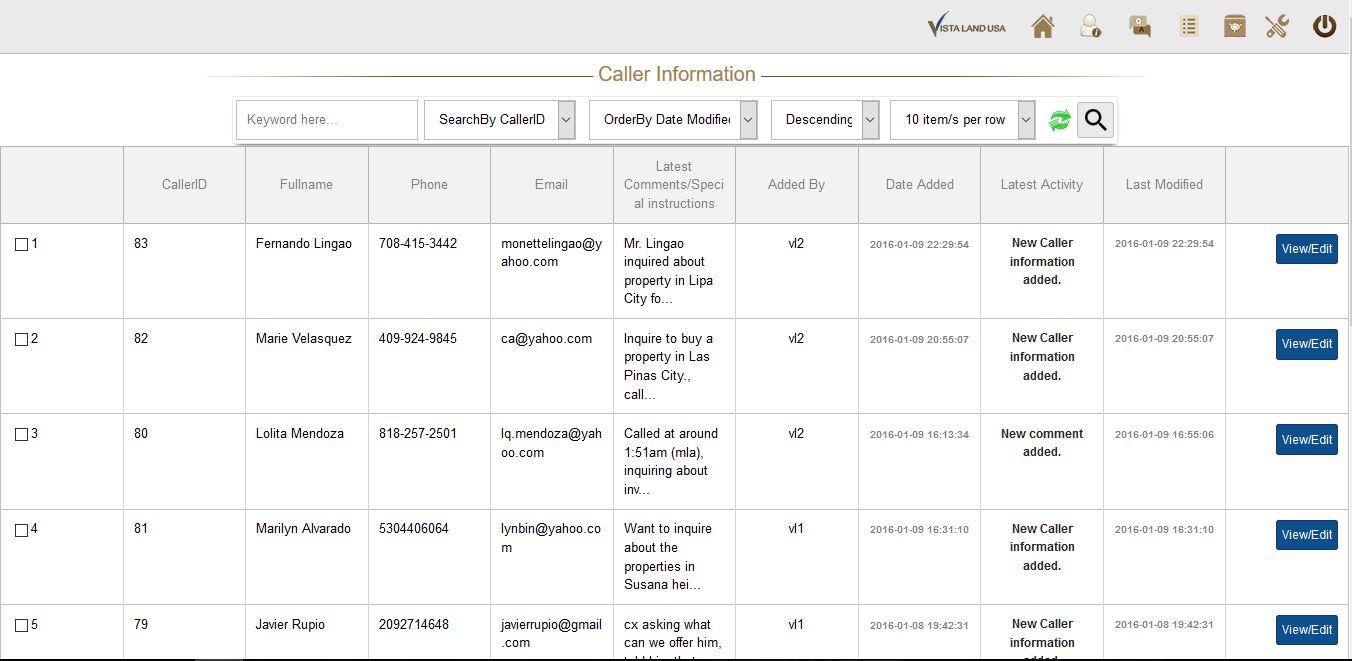 VISTA LAND USA
Caller Information
Keyword here...
SearchBy CallerID
OrderBy Date Modifie
Descending
10 item/s per row
CallerID
Fullname
Phone
Email
Latest
Comments/Speci
al instructions
Added By
Date Added
Latest Activity
Last Modified
1
83
Fernando Lingao
708-415-3442
monettelingao@y
ahoo.com
Mr. Lingao
inquired about
property in Lipa
City fo...
vl2
2016-01-09 22:29:54
New Caller
information
added.
2016-01-09 22:29:54
View/Edit
2
82
Marie Velasquez
409-924-9845
ca@yahoo.com
Inquire to buy a
property in Las
Pinas City.,
call...
vl2
2016-01-09 20:55:07
New Caller
information
added.
2016-01-09 20:55:07
View/Edit
3
80
Lolita Mendoza
818-257-2501
lq.mendoza@yah
oo.com
Called at around
1:51am (mla),
inquiring about
inv...
vl2
2016-01-09 16:13:34
New comment
added.
2016-01-09 16:55:06
View/Edit
4
81
Marilyn Alvarado
5304406064
lynbin@yahoo.co
m
Want to inquire
about the
properties in
Susana hei...
vl1
2016-01-09 16:31:10
New Caller
information
added.
2016-01-09 16:31:10
View/Edit
5
79
Javier Rupio
2092714648
javierrupio@gmail
.com
cx asking what
can we offer him,
vl1
2016-01-08 19:42:31
New Caller
information
2016-01-08 19:42:31
View/Edit